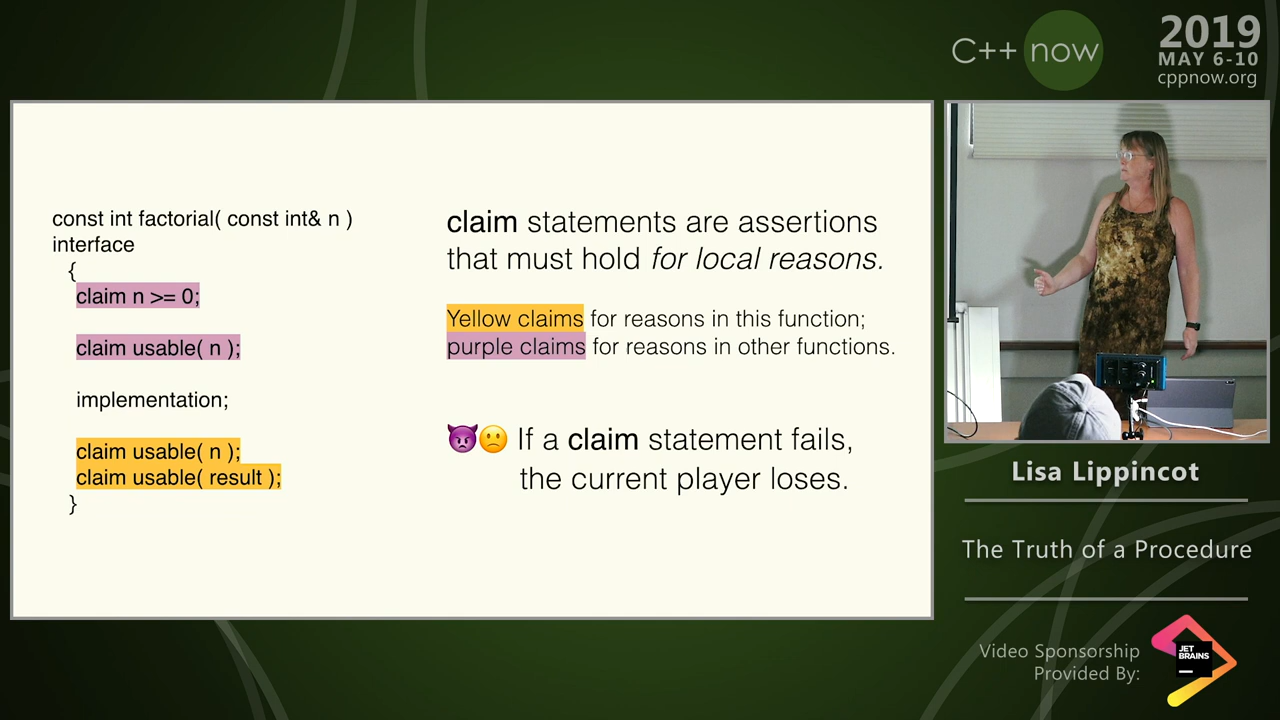 C++ now
2019
MAY 6-10
cppnow.org
const int factorial( const int& n )
interface
{
claim n >= 0;
claim usable( n );
implementation;
claim usable( n );
claim usable( result );
}
claim statements are assertions
that must hold for local reasons.
Yellow claims for reasons in this function;
purple claims for reasons in other functions.
😈🙁 If a claim statement fails,
the current player loses.
Lisa Lippincot
The Truth of a Procedure
Video Sponsorship
Provided By:
JET
BRAINS